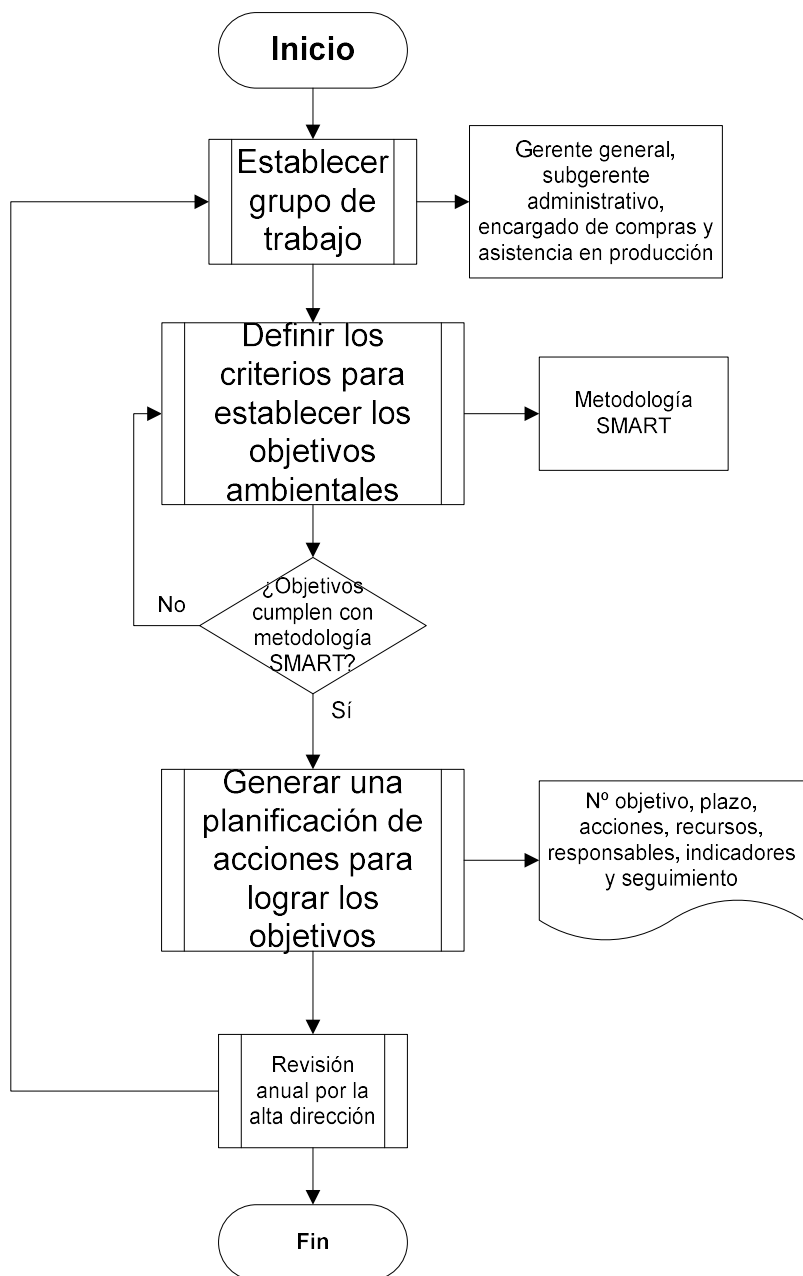 Inicio
Establecer
grupo de
trabajo
Gerente general,
subgerente
administrativo,
encargado de compras y
asistencia en producción
Definir los
criterios para
establecer los
objetivos
ambientales
Metodología
SMART
¿Objetivos
cumplen con
metodología
SMART?
No
Sí
Generar una
planificación de
acciones para
lograr los
objetivos
Nº objetivo, plazo,
acciones, recursos,
responsables, indicadores
y seguimiento
Revisión
anual por la
alta dirección
Fin